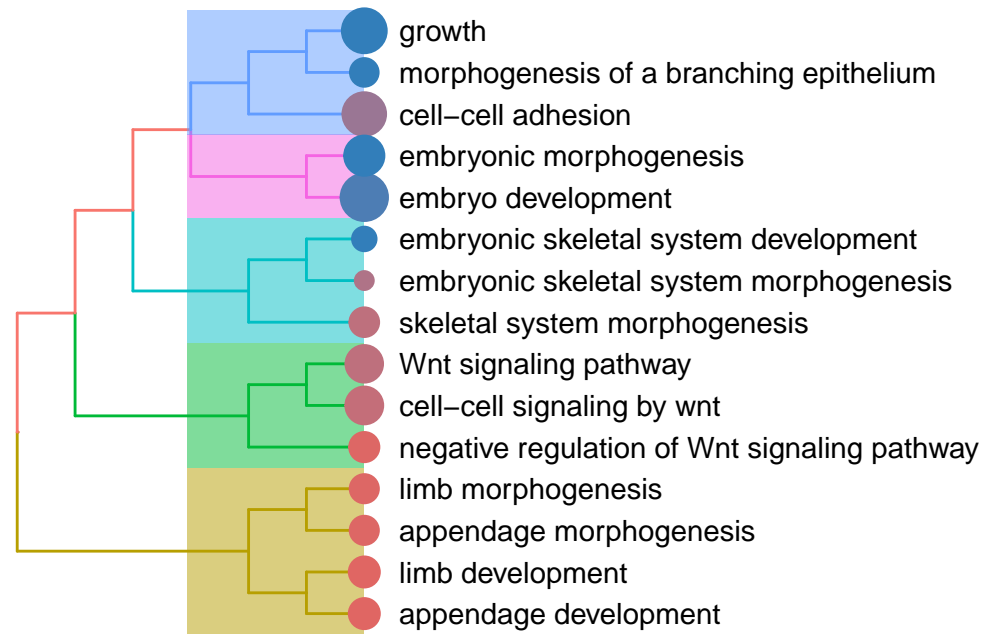 growth
morphogenesis of a branching epithelium
cell−cell adhesion
embryonic morphogenesis
embryo development
embryonic skeletal system development
embryonic skeletal system morphogenesis
skeletal system morphogenesis
Wnt signaling pathway
cell−cell signaling by wnt
negative regulation of Wnt signaling pathway
limb morphogenesis
appendage morphogenesis
limb development
appendage development